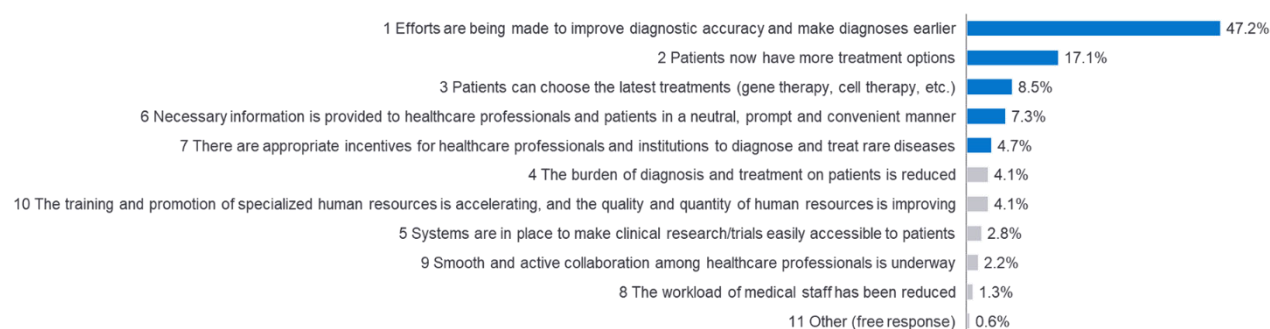 1 Efforts are being made to improve diagnostic accuracy and make diagnoses earlier 47.2%
2 Patients now have more treatment options 17.1%
3 Patients can choose the latest treatments (gene therapy, cell therapy, etc.) 8.5%
6 Necessary information is provided to healthcare professionals and patients in a neutral, prompt and convenient manner 7.3%
7 There are appropriate incentives for healthcare professionals and institutions to diagnose and treat rare diseases 4.7%
4 The burden of diagnosis and treatment on patients is reduced 4.1%
10 The training and promotion of specialized human resources is accelerating, and the quality and quantity of human resources is improving 4.1%
5 Systems are in place to make clinical research/trials easily accessible to patients 2.8%
9 Smooth and active collaboration among healthcare professionals is underway 2.2%
8 The workload of medical staff has been reduced 1.3%
11 Other (free response) 0.6%